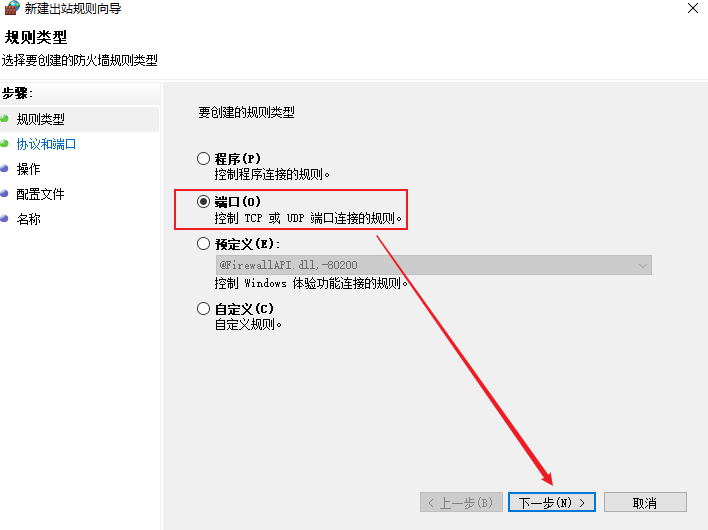 新建出站规则向导
规则类型
选择要创建的防火墙规则类型
步骤:
规则类型
协议和端口
操作
配置文件
名称
要创建的规则类型
程序(P)
控制程序连接的规则。
端口(O)
控制 TCP 或 UDP 端口连接的规则。
预定义(E):
@FirewallAPI.dll,-80200
控制 Windows 体验功能连接的规则。
自定义(C)
自定义规则。
< 上一步(B)
下一步(N) >
取消